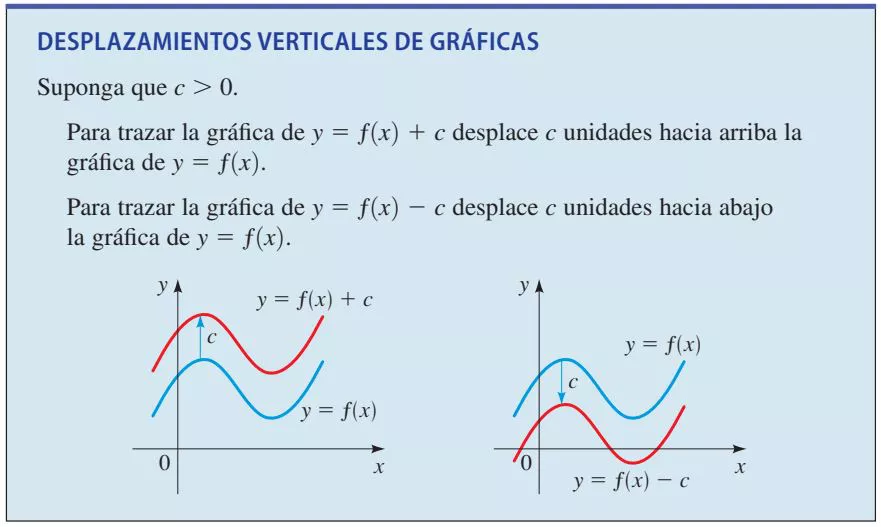 DESPLAZAMIENTOS VERTICALES DE GRÁFICAS
Suponga que c > 0.
Para trazar la gráfica de y = f(x) + c desplace c unidades hacia arriba la
gráfica de y = f(x).
Para trazar la gráfica de y = f(x) − c desplace c unidades hacia abajo
la gráfica de y = f(x).
y
y = f(x) + c
c
y = f(x)
0
x
y
y = f(x)
c
0
x
y = f(x) − c